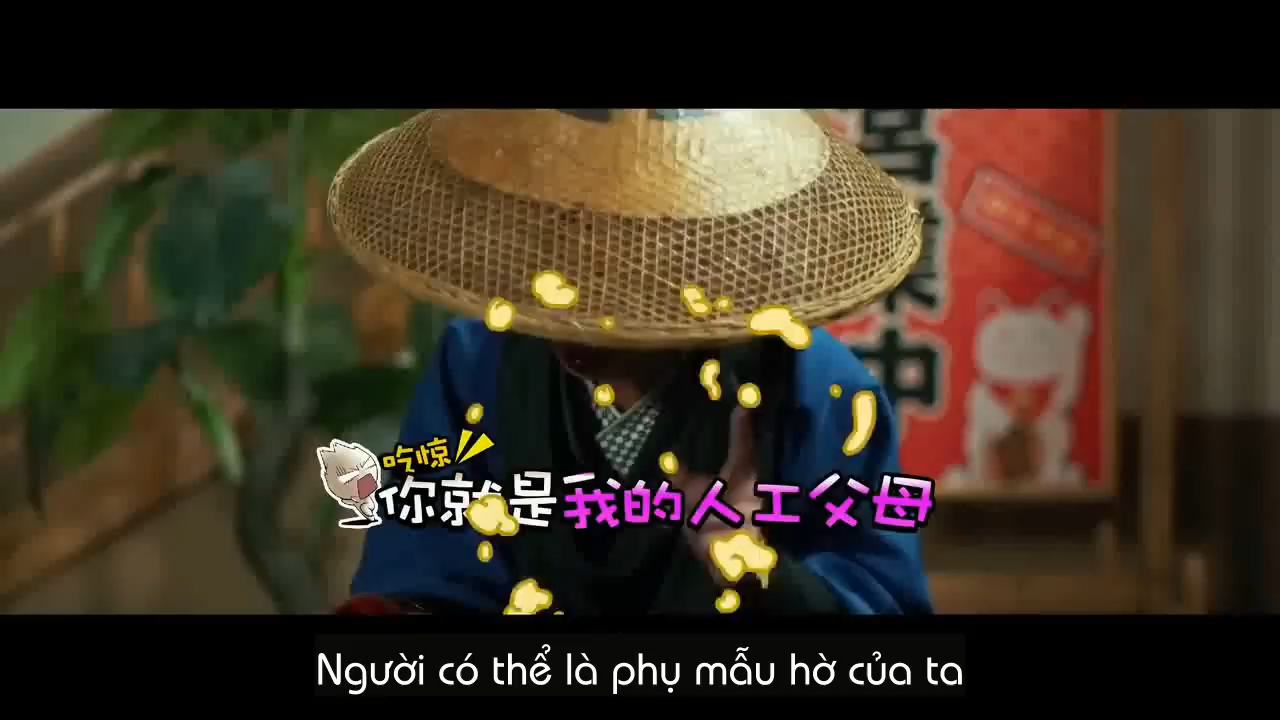 中
吃惊
你就是我的人工父母
Người có thể là phụ mẫu hờ của ta